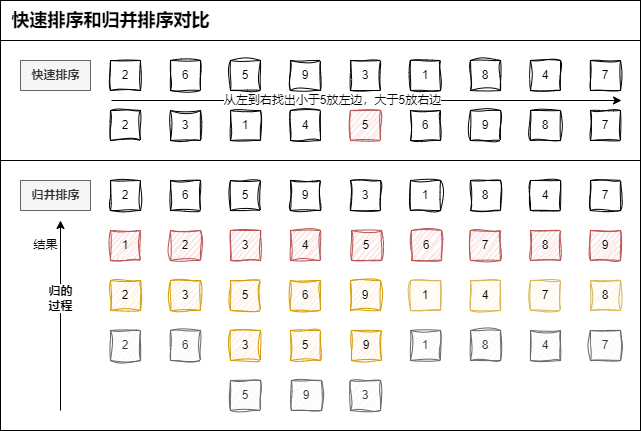 快速排序和归并排序对比
快速排序 2 6 5 9 3 1 8 4 7
从左到右找出小于5放左边，大于5放右边
2 3 1 4 5 6 9 8 7
归并排序 2 6 5 9 3 1 8 4 7
结果 1 2 3 4 5 6 7 8 9
归的
过程
2 3 5 6 9 1 4 7 8
2 6 3 5 9 1 8 4 7
5 9 3